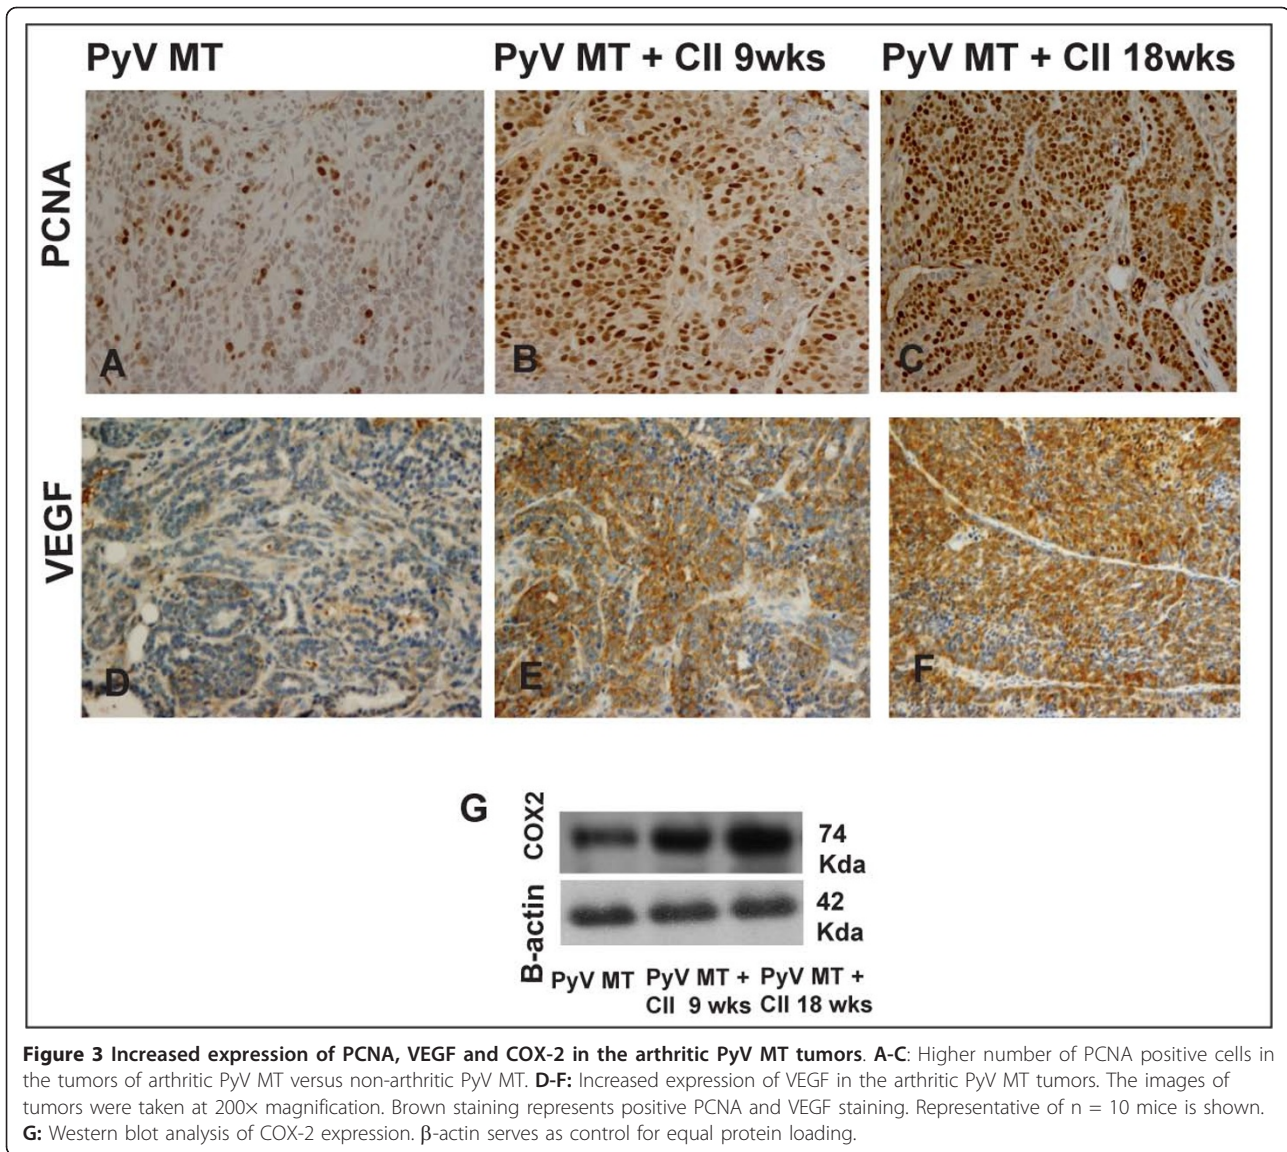 PyV MT
PyV MT + CII 9wks
PyV MT + CII 18wks
PCNA
A
B
C
VEGF
D
E
F
G
COX2
74
Kda
B-actin
42
Kda
PyV MT
PyV MT +
CII 9 wks
PyV MT +
CII 18 wks
Figure 3 Increased expression of PCNA, VEGF and COX-2 in the arthritic PyV MT tumors. A-C: Higher number of PCNA positive cells in
the tumors of arthritic PyV MT versus non-arthritic PyV MT. D-F: Increased expression of VEGF in the arthritic PyV MT tumors. The images of
tumors were taken at 200× magnification. Brown staining represents positive PCNA and VEGF staining. Representative of n = 10 mice is shown.
G: Western blot analysis of COX-2 expression. β-actin serves as control for equal protein loading.